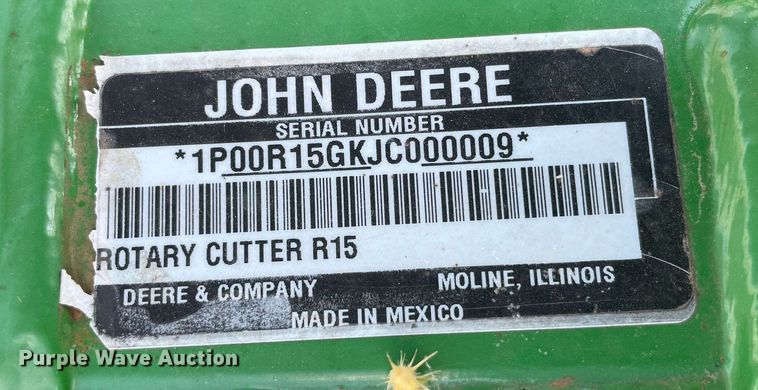 JOHN DEERE
SERIAL NUMBER
*1P00R15GKJC000009*
ROTARY CUTTER R15
DEERE & COMPANY MOLINE, ILLINOIS
MADE IN MEXICO
Purple Wave Auction